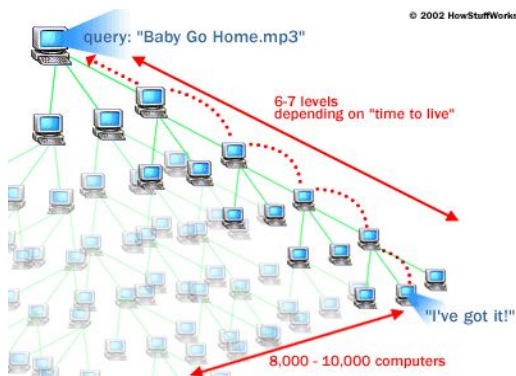 © 2002 HowStuffWorks
query: "Baby Go Home.mp3"
6-7 levels
depending on "time to live"
"I've got it!"
8,000 - 10,000 computers